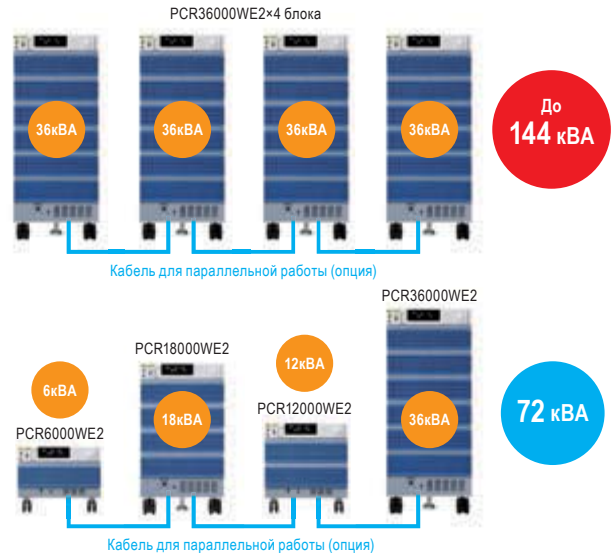 PCR36000WE2×4 блока
36кВА
36кВА
36кВА
36кВА
До
144 кВА
Кабель для параллельной работы (опция)
PCR36000WE2
PCR18000WE2
12кВА
6кВА
PCR12000WE2
PCR6000WE2
18кВА
36кВА
72 кВА
Кабель для параллельной работы (опция)